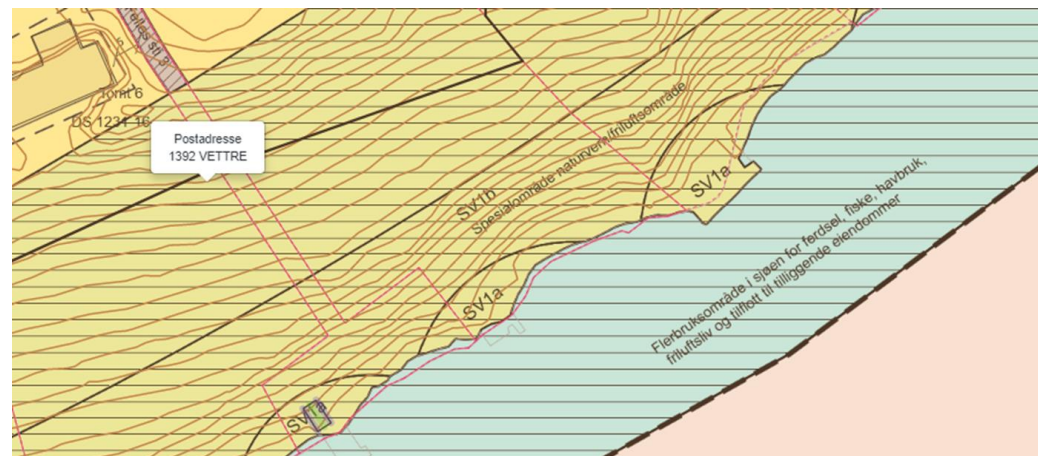 5
Tomt 6
DS 1231-16
Postadresse
1392 VETTRE
SV1b
Spesialområde naturvern/friluftsområde
SV1a
SV1a
SV1a
Flerbruksområde i sjøen for ferdsel, fiske, havbruk,
friluftsliv og tilflott til tilliggende eiendommer